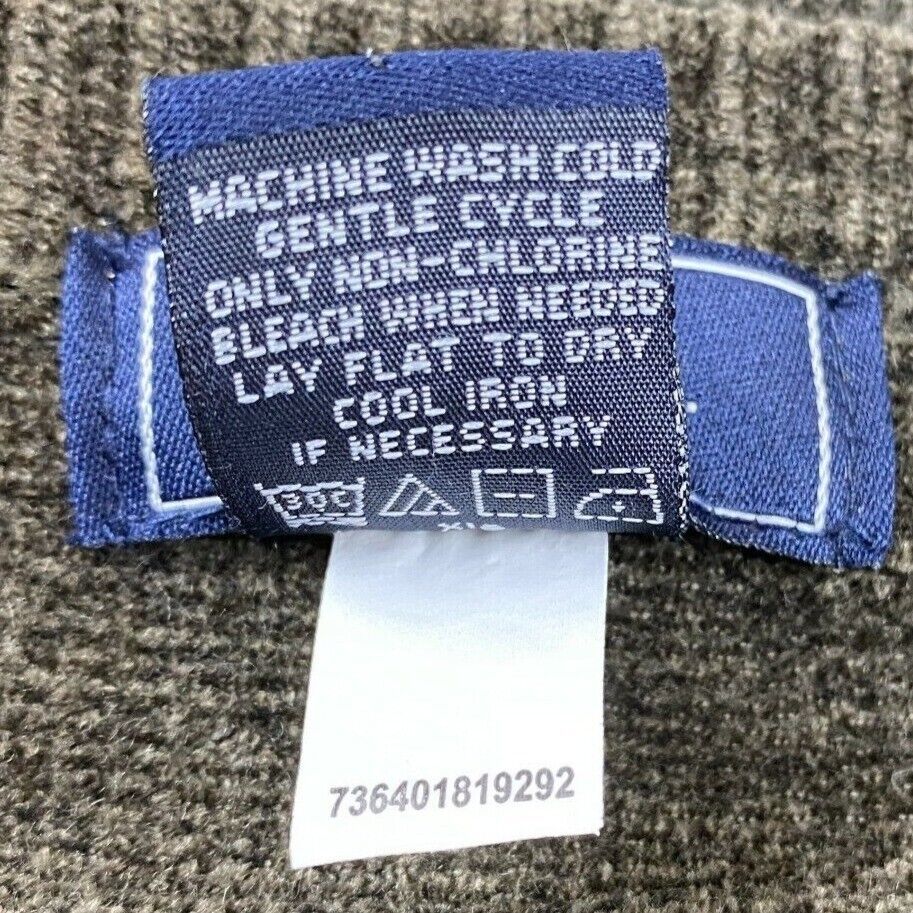 MACHINE WASH COLD
GENTLE CYCLE
ONLY NON-CHLORINE
BLEACH WHEN NEEDED
LAY FLAT TO DRY
COOL IRON
IF NECESSARY
30C
736401819292